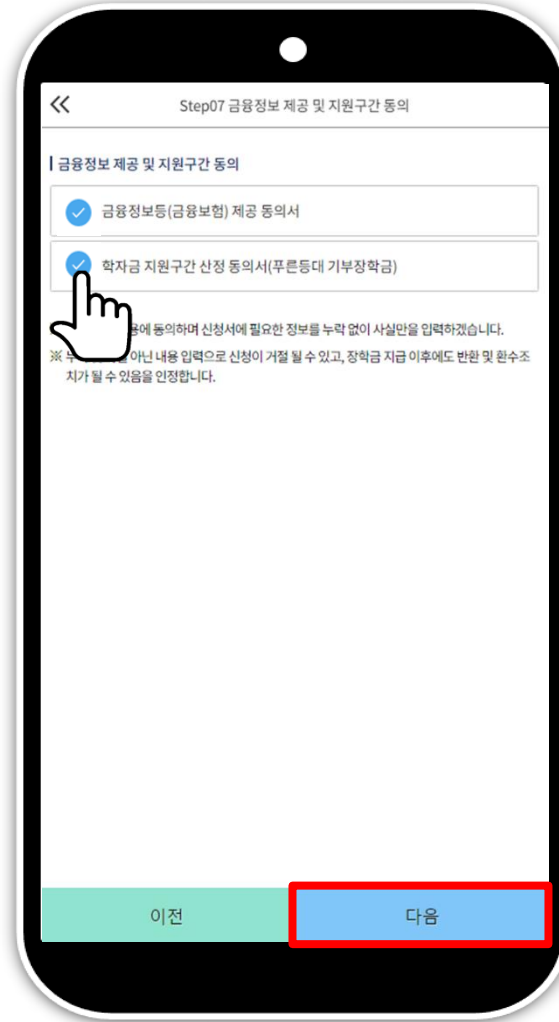 Step07 금융정보 제공 및 지원구간 동의
금융정보 제공 및 지원구간 동의
금융정보등(금융보험) 제공 동의서
학자금 지원구간 산정 동의서(푸른등대 기부장학금)
동의하며 신청서에 필요한 정보를 누락 없이 사실만을 입력하겠습니다.
※ 아닌 내용 입력으로 신청이 거절 될 수 있고, 장학금 지급 이후에도 반환 및 환수조
치가 될 수 있음을 인정합니다.
이전
다음